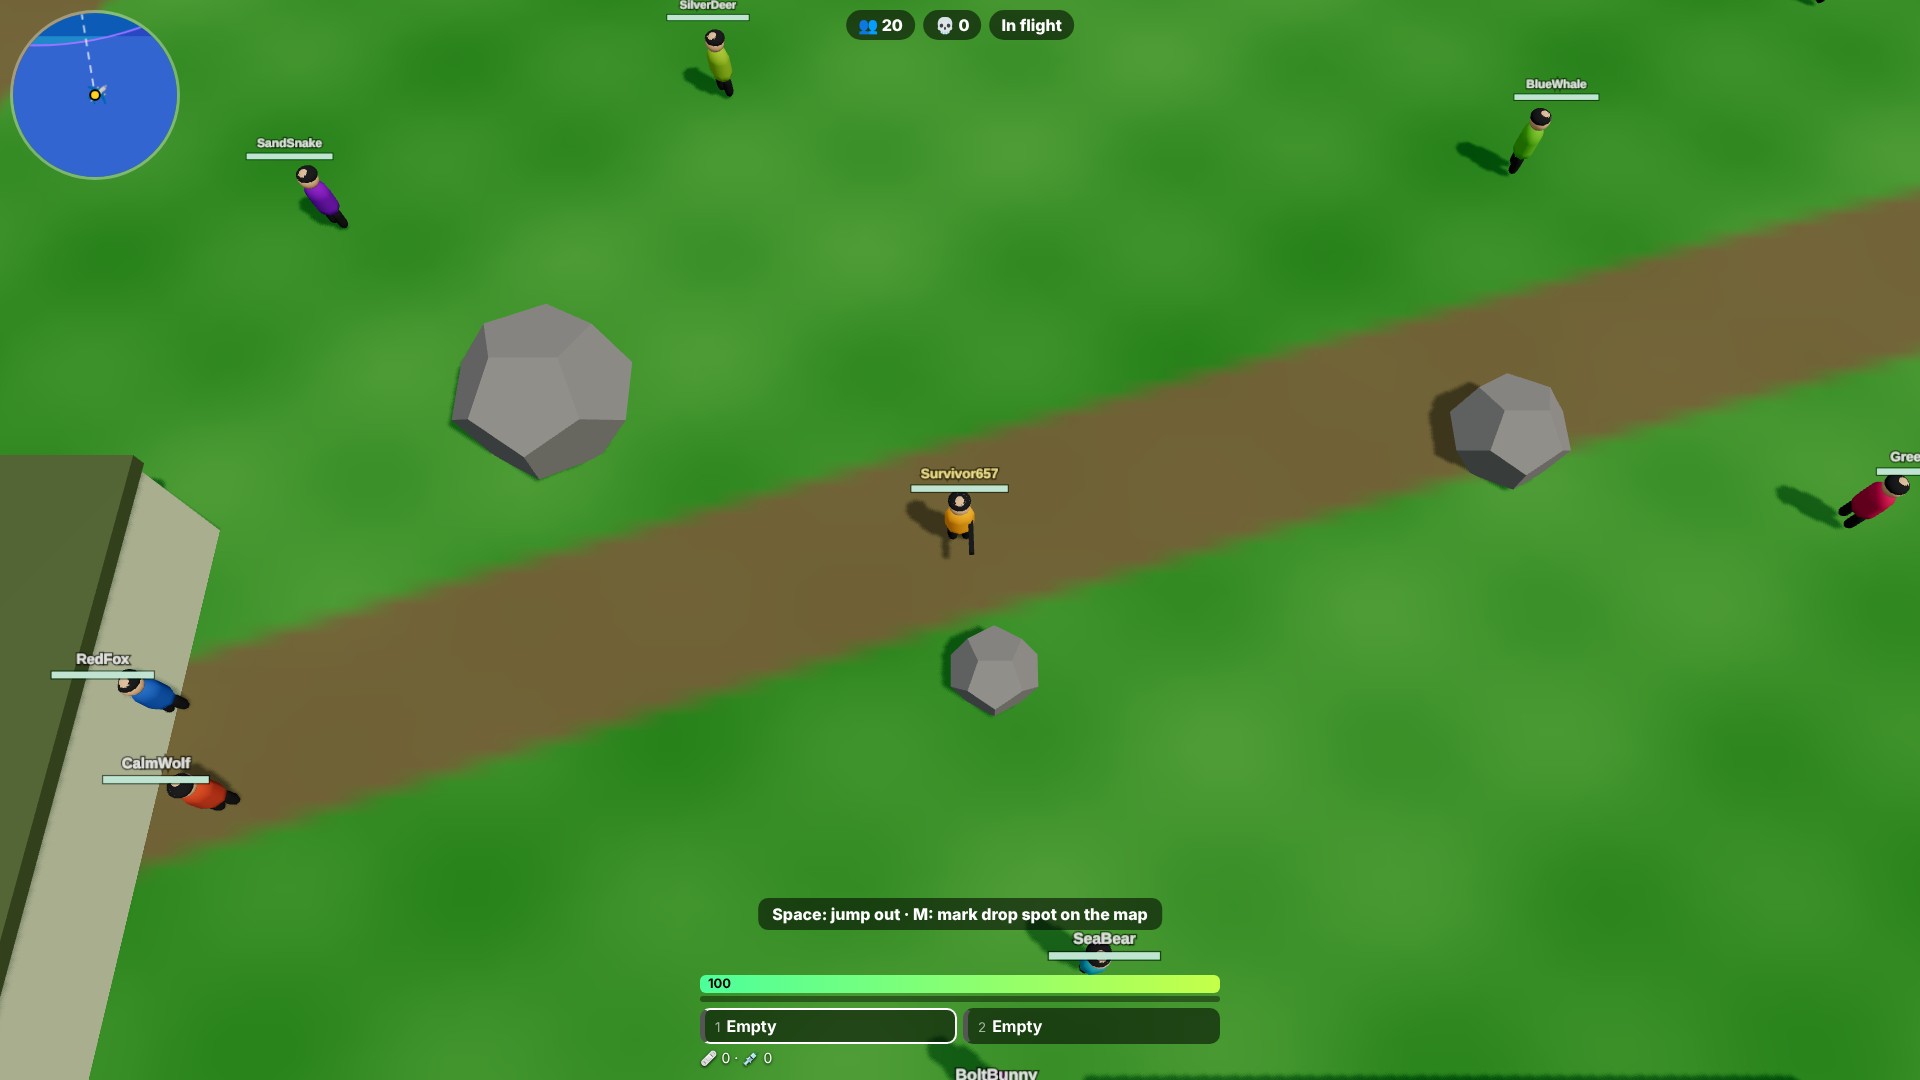 SilverDeer
20
0
In flight
BlueWhale
SandSnake
Gree
Survivor657
RedFox
CalmWolf
Space: jump out · M: mark drop spot on the map
SeaBear
100
1 Empty
2 Empty
0 · 0
BoltBunny